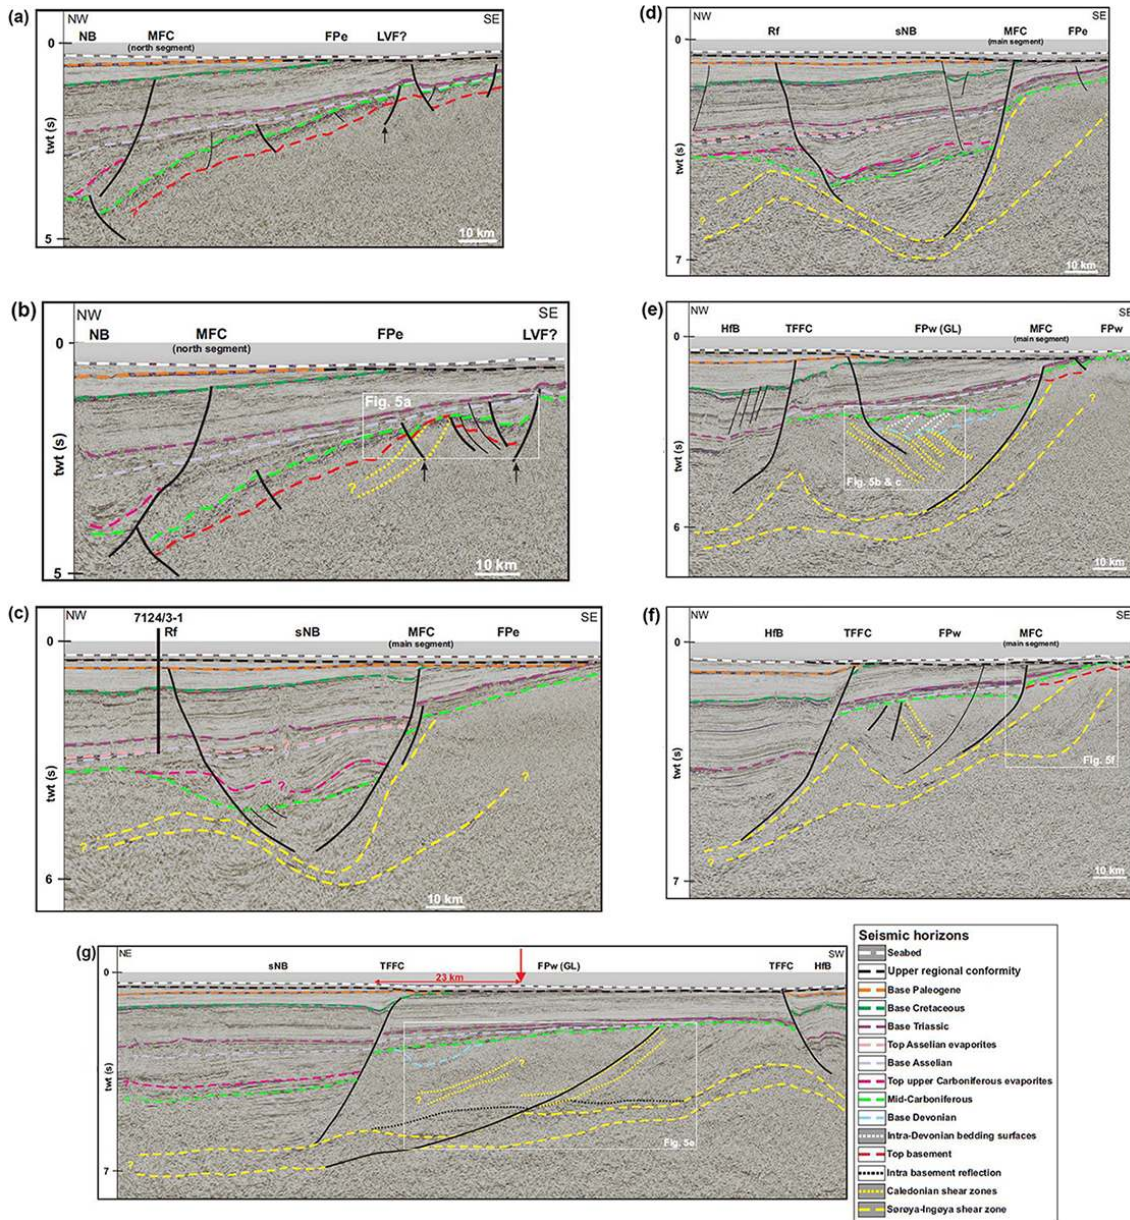 (a)
NW
SE
NB MFC FPe LVF?
(north segment)
0
twt (s)
5
10 km
(b)
NW
SE
NB MFC FPe LVF?
(north segment)
0
Fig. 5a
twt (s)
?
10 km
5
(c)
NW
7124/3-1
SE
Rf sNB MFC FPe
(main segment)
0
twt (s)
?
?
?
6
10 km
(d)
NW
SE
Rf sNB MFC FPe
(main segment)
0
twt (s)
?
7
10 km
(e)
NW
SE
HfB TFFC FPw (GL) MFC FPw
(main segment)
0
twt (s)
?
Fig. 5b & c
6
10 km
(f)
NW
SE
HfB TFFC FPw MFC
(main segment)
0
twt (s)
?
Fig. 5f
?
7
10 km
(g)
NE
SW
sNB TFFC FPw (GL) TFFC HfB
23 km
0
twt (s)
?
?
?
Fig. 5e
?
7
Seismic horizons
Seabed
Upper regional conformity
Base Paleogene
Base Cretaceous
Base Triassic
Top Asselian evaporites
Base Asselian
Top upper Carboniferous evaporites
Mid-Carboniferous
Base Devonian
Intra-Devonian bedding surfaces
Top basement
Intra basement reflection
Caledonian shear zones
Sørøya-Ingøya shear zone